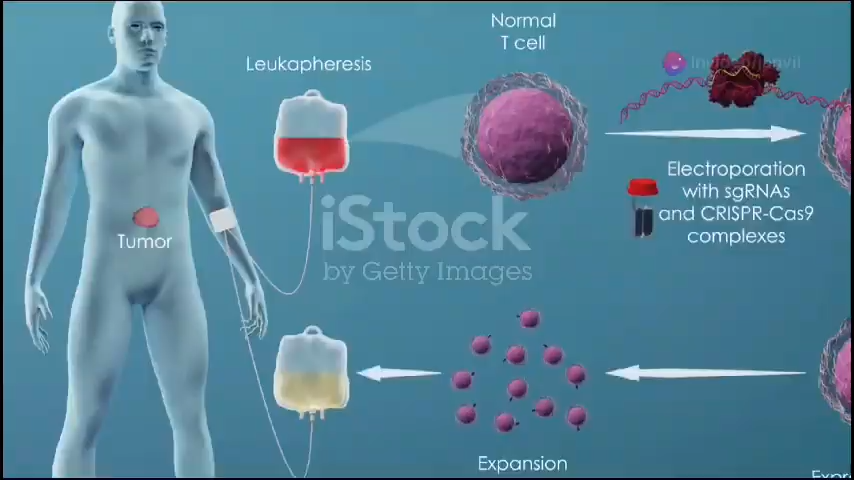 Normal
T cell
Leukapheresis
Electroporation
with sgRNAs
and CRISPR-Cas9
complexes
Tumor
iStock
by Getty Images
Expansion